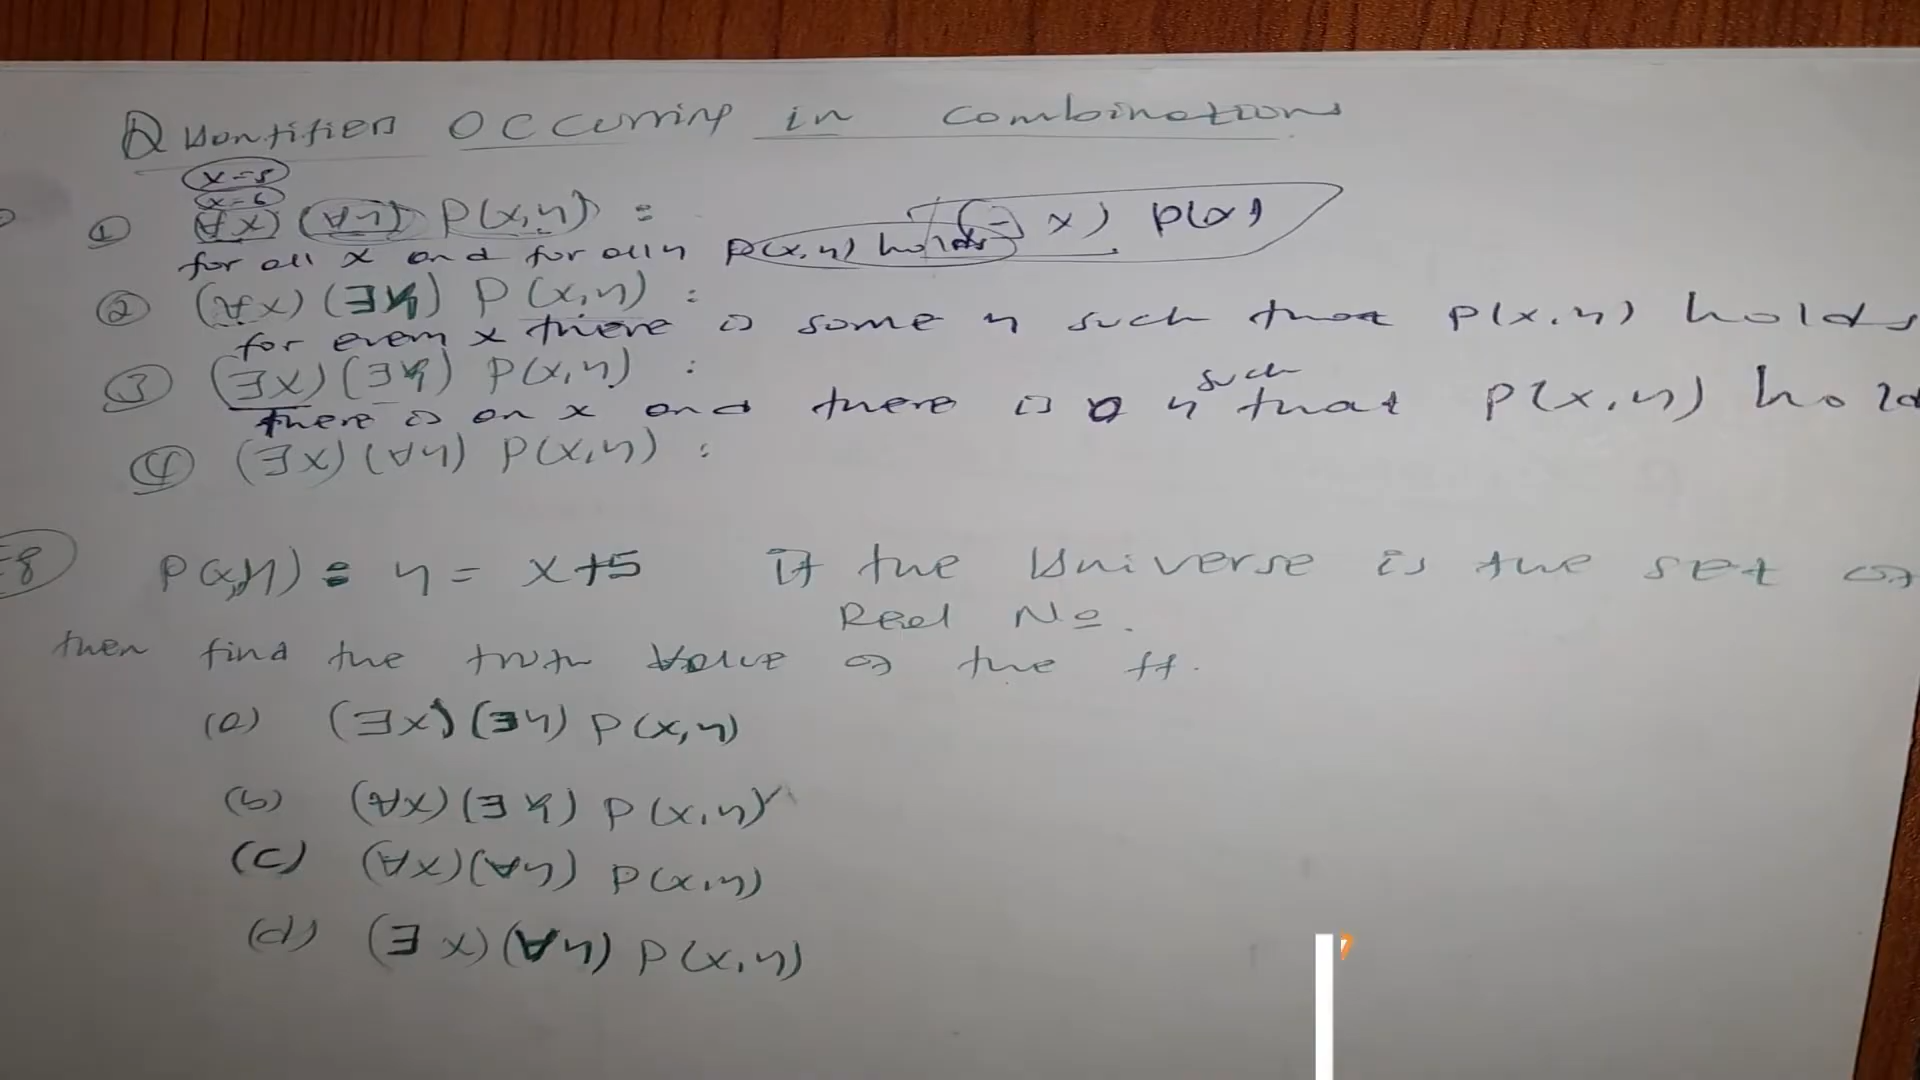 Quantifiers Occurring in combinations
x=5
x=6
① (∀x) (∀y) P(x,y) : x) P(x)
for all x and for all y P(x,y) holds
② (∀x) (∃y) P(x,y) :
for every x there is some y such that P(x,y) holds
③ (∃x) (∃y) P(x,y) :
such
there is an x and there is a y that P(x,y) hold
④ (∃x) (∀y) P(x,y) :
P(x,y) : y = x+5 If the Universe is the set of
Real No.
then find the truth value of the ff.
(a) (∃x) (∃y) P(x,y)
(b) (∀x) (∃y) P(x,y)
(c) (∀x) (∀y) P(x,y)
(d) (∃x) (∀y) P(x,y)